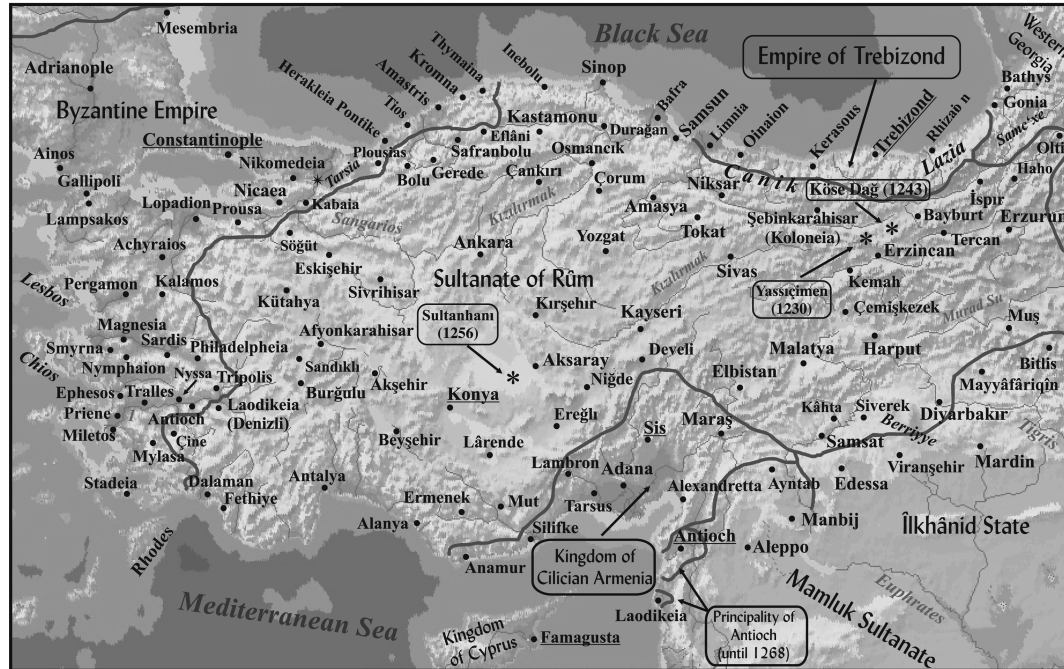 Mesembria
Adrianople
Byzantine Empire
Constantinople
Ainos
Gallipoli
Lampsakos
Nikomedeia
Nicaea
Lopadion
Prousa
Kabaia
Tarsia
Achyraios
Söğüt
Sangarios
Eskişehir
Lesbos
Pergamon
Kalamos
Kütahya
Sivrihisar
Magnesia
Sardis
Smyrna
Philadelpheia
Nymphaion
Nyssa
Chios
Ephesos
Tralles
Tripolis
Priene
Antioch
Laodikeia
(Denizli)
Miletos
Çine
Mylasa
Stadeia
Dalaman
Fethiye
Rhodes
Afyonkarahisar
Sandıklı
Burğulu
Akşehir
Beyşehir
Antalya
Alanya
Mediterranean Sea
Black Sea
Herakleia Pontike
Tios
Amastris
Kromna
Thymaina
Inebolu
Sinop
Bafra
Samsun
Limnia
Oinaion
Kerasous
Trebizond
Rhizab n
Empire of Trebizond
Western
Georgia
Bathys
Gonia
Samc'xe
Lazia
Olti
Haho
Canik
Plousias
Bolu
Gerede
Safranbolu
Eflâni
Kastamonu
Durağan
Osmancık
Çankırı
Çorum
Kızılırmak
Amasya
Niksar
Tokat
Ankara
Yozgat
Sivas
Kızılırmak
Köse Dağ (1243)
Şebinkarahisar
(Koloneia)
Bayburt
İspır
Erzurum
Tercan
Erzincan
Yassıçimen
(1230)
Kemah
Çemişkezek
Murad Su
Muş
Bitlis
Harput
Malatya
Mayyâfâriqîn
Sultanate of Rûm
Sultanhanı
(1256)
Kırşehir
Kayseri
Aksaray
Develi
Niğde
Elbistan
Konya
Ereğlı
Lârende
Sis
Maraş
Kâhta
Siverek
Diyarbakır
Berriyye
Samsat
Tigris
Viranşehir
Mardin
Lambron
Adana
Tarsus
Alexandretta
Ayntab
Edessa
Ermenek
Mut
Silifke
Anamur
Kingdom of
Cilician Armenia
Antioch
Manbij
Aleppo
Îlkhânid State
Mamluk Sultanate
Euphrates
Laodikeia
Principality of
Antioch
(until 1268)
Kingdom
of Cyprus
Famagusta